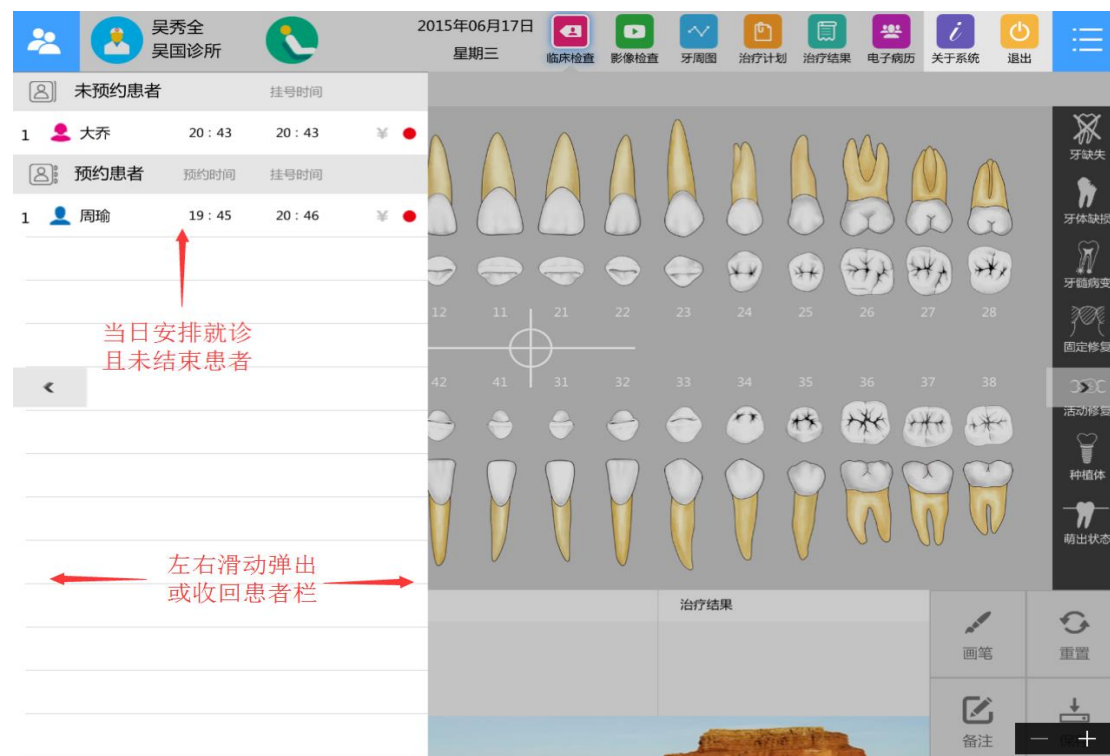 吴秀全
吴国诊所
2015年06月17日
星期三
临床检查 影像检查 牙周图 治疗计划 治疗结果 电子病历 关于系统 退出
未预约患者 挂号时间
1 大乔 20：43 20：43 ¥
预约患者 预约时间 挂号时间
1 周瑜 19：45 20：46 ¥
当日安排就诊
且未结束患者
左右滑动弹出
或收回患者栏
12 11 21 22 23 24 25 26 27 28
42 41 31 32 33 34 35 36 37 38
牙缺失
牙体缺损
牙髓病变
固定修复
活动修复
种植体
萌出状态
治疗结果
画笔 重置
备注